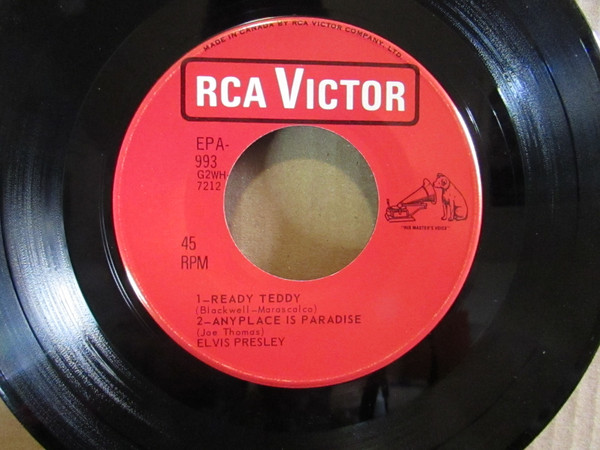 MADE IN CANADA BY RCA VICTOR COMPANY, LTD.
RCA VICTOR
EPA-
993
G2WH-
7212
"HIS MASTER'S VOICE"
45
RPM
1—READY TEDDY
(Blackwell—Marascalco)
2—ANYPLACE IS PARADISE
(Joe Thomas)
ELVIS PRESLEY